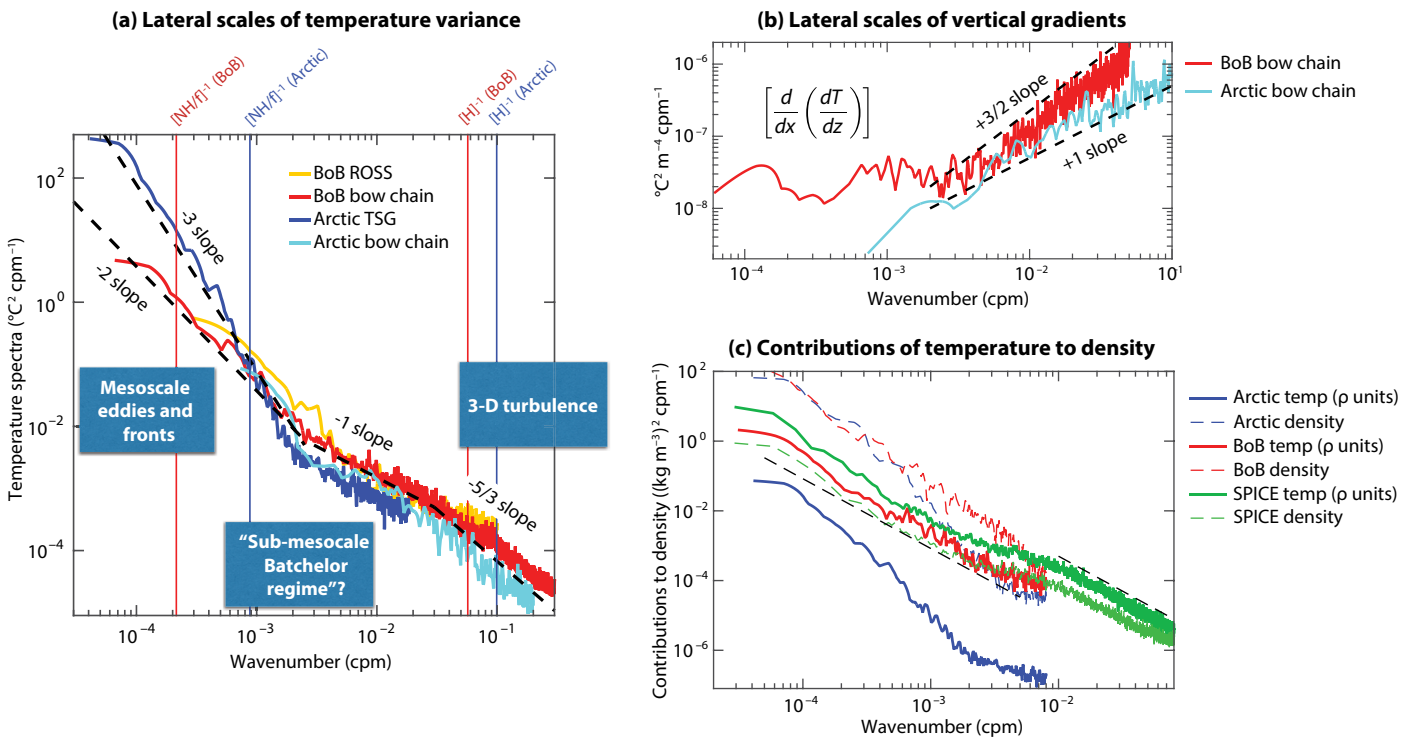 (a) Lateral scales of temperature variance
[NH/f]⁻¹ (BoB)
[NH/f]⁻¹ (Arctic)
[H]⁻¹ (BoB)
[H]⁻¹ (Arctic)
10²
10⁰
10⁻²
10⁻⁴
Temperature spectra (°C² cpm⁻¹)
BoB ROSS
BoB bow chain
Arctic TSG
Arctic bow chain
-3 slope
-2 slope
-1 slope
-5/3 slope
Mesoscale
eddies and
fronts
3-D turbulence
"Sub-mesocale
Batchelor
regime"?
10⁻⁴
10⁻³
10⁻²
10⁻¹
Wavenumber (cpm)
(b) Lateral scales of vertical gradients
10⁻⁶
10⁻⁷
10⁻⁸
°C² m⁻⁴ cpm⁻¹
[d/dx (dT/dz)]
+3/2 slope
+1 slope
BoB bow chain
Arctic bow chain
10⁻⁴
10⁻³
10⁻²
10¹
Wavenumber (cpm)
(c) Contributions of temperature to density
10²
10⁰
10⁻²
10⁻⁴
10⁻⁶
Contributions to density ((kg m⁻³)² cpm⁻¹)
Arctic temp (ρ units)
Arctic density
BoB temp (ρ units)
BoB density
SPICE temp (ρ units)
SPICE density
10⁻⁴
10⁻³
10⁻²
Wavenumber (cpm)